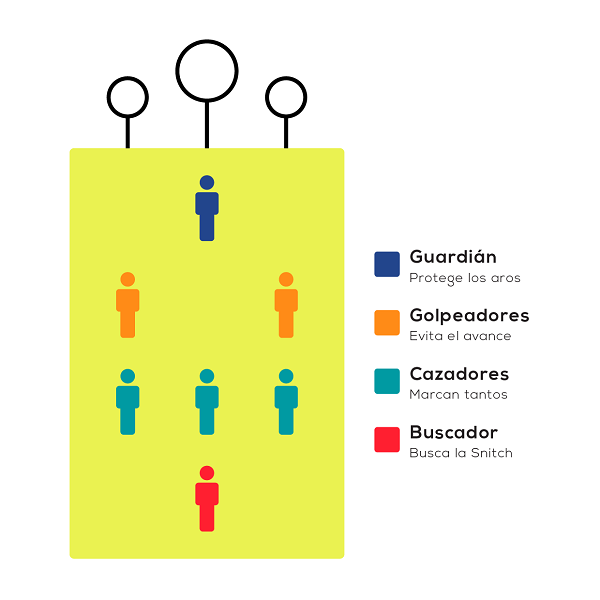 Guardián
Protege los aros
Golpeadores
Evita el avance
Cazadores
Marcan tantos
Buscador
Busca la Snitch